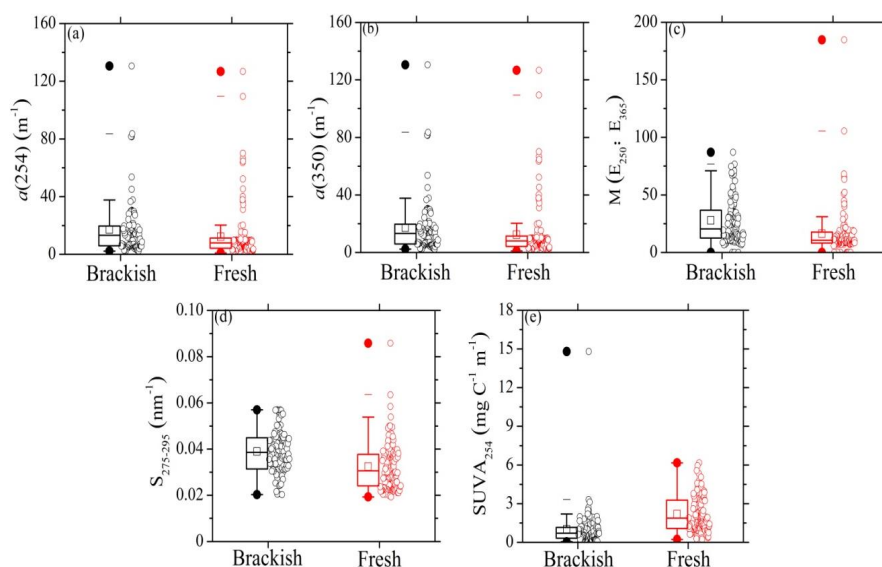 160
120
80
40
0
(a)
a(254) (m⁻¹)
Brackish Fresh
160
120
80
40
0
(b)
a(350) (m⁻¹)
Brackish Fresh
200
150
100
50
0
(c)
M (E₂₅₀: E₃₆₅)
Brackish Fresh
0.10
0.08
0.06
0.04
0.02
0.00
(d)
S₂₇₅₋₂₉₅ (nm⁻¹)
Brackish Fresh
18
15
12
9
6
3
0
(e)
SUVA₂₅₄ (mg C⁻¹ m⁻¹)
Brackish Fresh